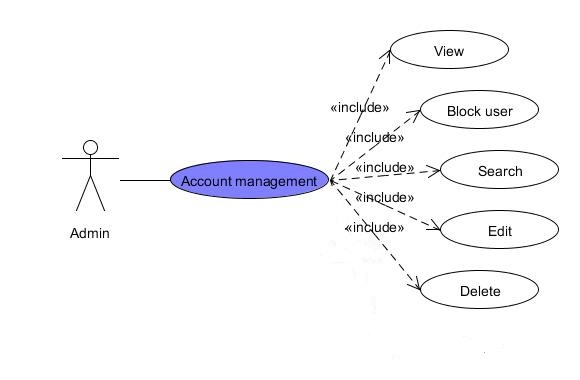 View
«include»
Block user
«include»
«include»
Search
Account management
«include»
Admin
«include»
Edit
Delete